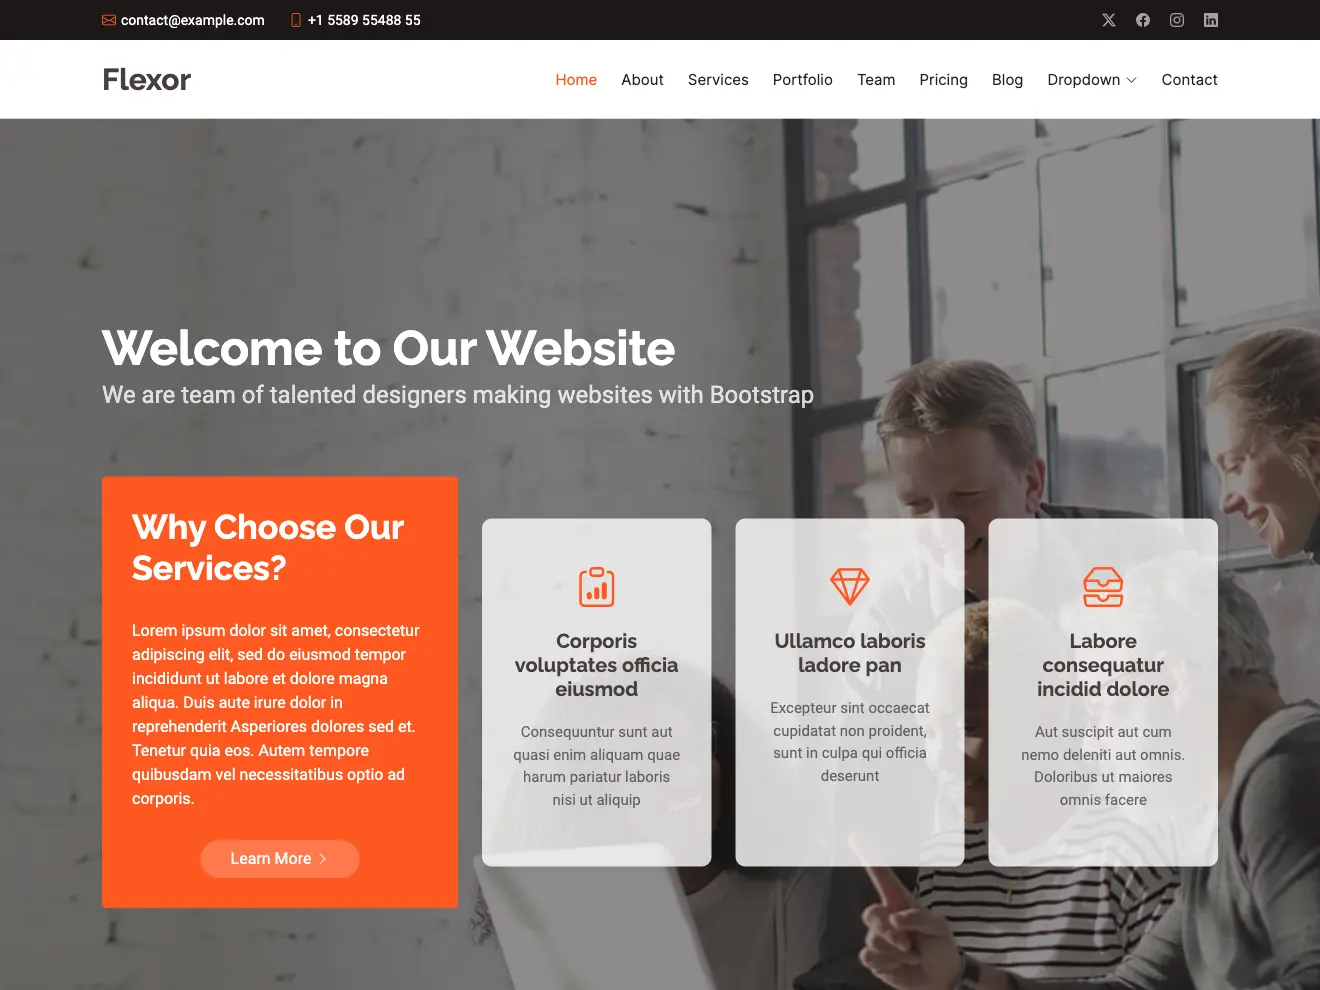 contact@example.com
+1 5589 55488 55
Flexor
Home
About
Services
Portfolio
Team
Pricing
Blog
Dropdown
Contact
Welcome to Our Website
We are team of talented designers making websites with Bootstrap
Why Choose Our
Services?
Lorem ipsum dolor sit amet, consectetur
adipiscing elit, sed do eiusmod tempor
incididunt ut labore et dolore magna
aliqua. Duis aute irure dolor in
reprehenderit Asperiores dolores sed et.
Tenetur quia eos. Autem tempore
quibusdam vel necessitatibus optio ad
corporis.
Learn More
Corporis
voluptates officia
eiusmod
Consequuntur sunt aut
quasi enim aliquam quae
harum pariatur laboris
nisi ut aliquip
Ullamco laboris
ladore pan
Excepteur sint occaecat
cupidatat non proident,
sunt in culpa qui officia
deserunt
Labore
consequatur
incidid dolore
Aut suscipit aut cum
nemo deleniti aut omnis.
Doloribus ut maiores
omnis facere